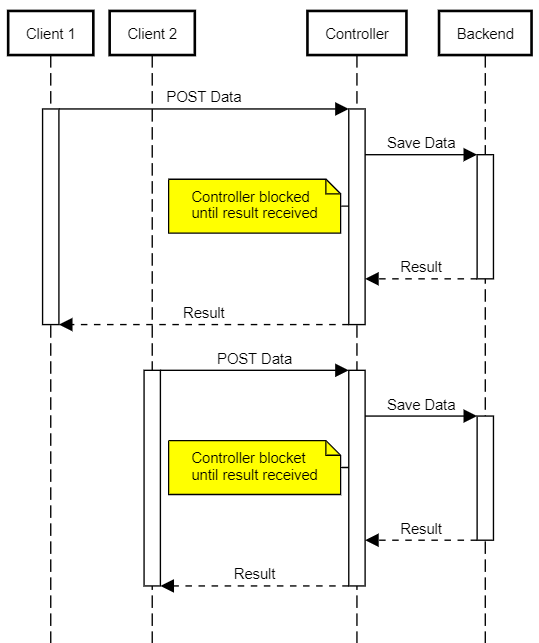 Client 1
Client 2
Controller
Backend
POST Data
Save Data
Controller blocked
until result received
Result
Result
POST Data
Save Data
Controller blocket
until result received
Result
Result